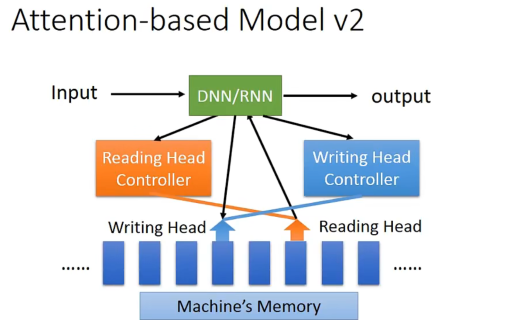 Attention-based Model v2
Input
DNN/RNN
output
Reading Head
Controller
Writing Head
Controller
Writing Head
Reading Head
......
......
Machine's Memory